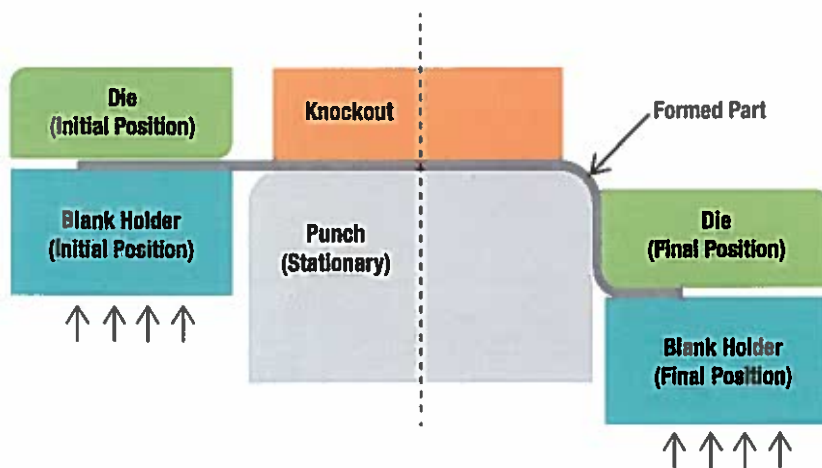 Die
(Initial Position)
Knockout
Formed Part
Blank Holder
(Initial Position)
Punch
(Stationary)
Die
(Final Position)
Blank Holder
(Final Position)